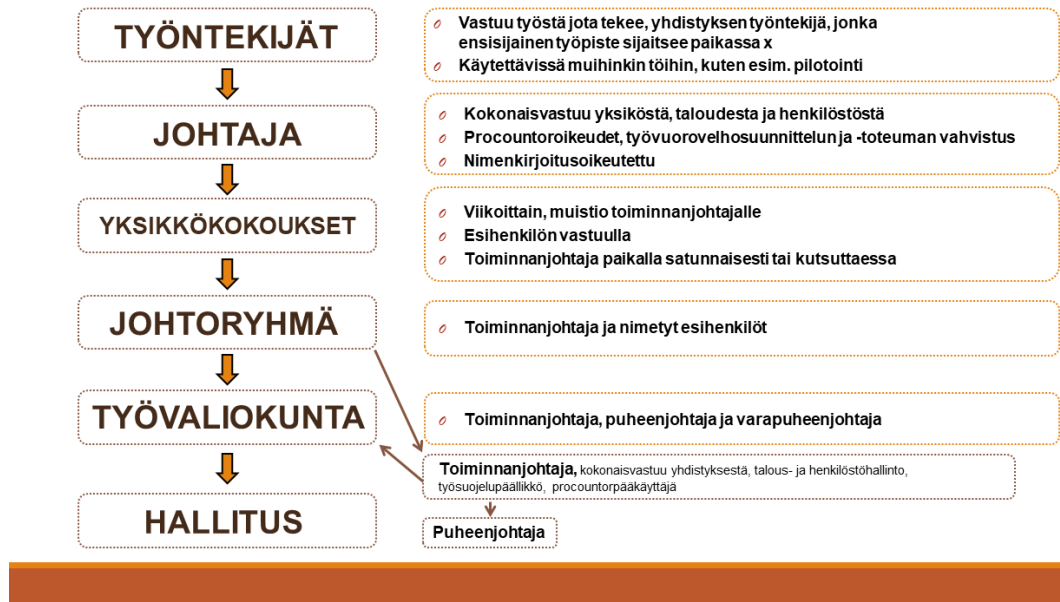 TYÖNTEKIJÄT
Vastuu työstä jota tekee, yhdistyksen työntekijä, jonka
ensisijainen työpiste sijaitsee paikassa x
Käytettävissä muihinkin töihin, kuten esim. pilotointi
JOHTAJA
Kokonaisvastuu yksiköstä, taloudesta ja henkilöstöstä
Procountoroikeudet, työvuorovelhosuunnittelun ja -toteuman vahvistus
Nimenkirjoitusoikeutettu
YKSIKKÖKOKOUKSET
Viikoittain, muistio toiminnanjohtajalle
Esihenkilön vastuulla
Toiminnanjohtaja paikalla satunnaisesti tai kutsuttaessa
JOHTORYHMÄ
Toiminnanjohtaja ja nimetyt esihenkilöt
TYÖVALIOKUNTA
Toiminnanjohtaja, puheenjohtaja ja varapuheenjohtaja
Toiminnanjohtaja, kokonaisvastuu yhdistyksestä, talous- ja henkilöstöhallinto,
työsuojelupäällikkö, procountorpääkäyttäjä
HALLITUS
Puheenjohtaja